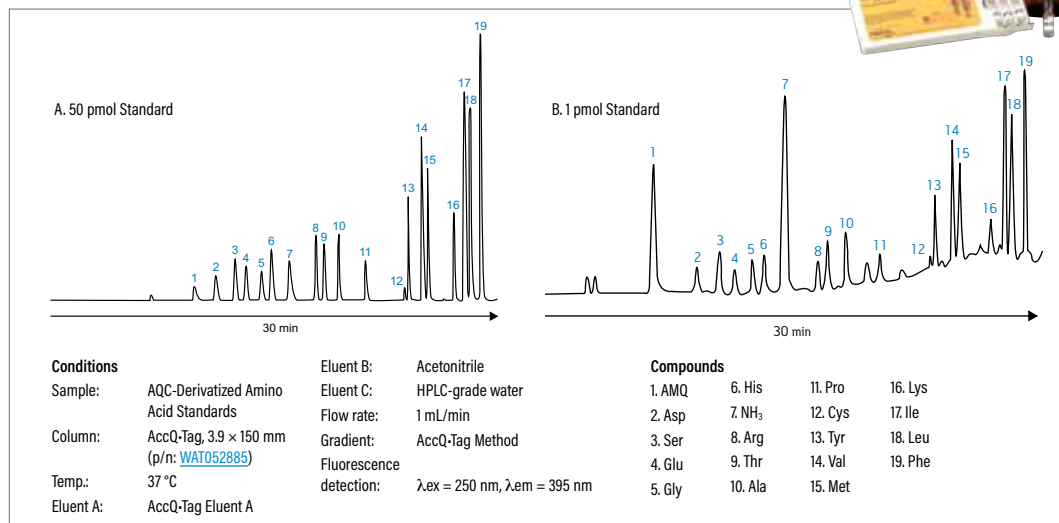 A. 50 pmol Standard
1
2
3
4
5
6
7
8
9
10
11
12
13
14
15
16
17
18
19
30 min
B. 1 pmol Standard
1
2
3
4
5
6
7
8
9
10
11
12
13
14
15
16
17
18
19
30 min
Conditions
Sample: AQC-Derivatized Amino
Acid Standards
Column: AccQ•Tag, 3.9 × 150 mm
(p/n: WAT052885)
Temp.: 37 °C
Eluent A: AccQ•Tag Eluent A
Eluent B: Acetonitrile
Eluent C: HPLC-grade water
Flow rate: 1 mL/min
Gradient: AccQ•Tag Method
Fluorescence
detection: λex = 250 nm, λem = 395 nm
Compounds
1. AMQ
2. Asp
3. Ser
4. Glu
5. Gly
6. His
7. NH₃
8. Arg
9. Thr
10. Ala
11. Pro
12. Cys
13. Tyr
14. Val
15. Met
16. Lys
17. Ile
18. Leu
19. Phe